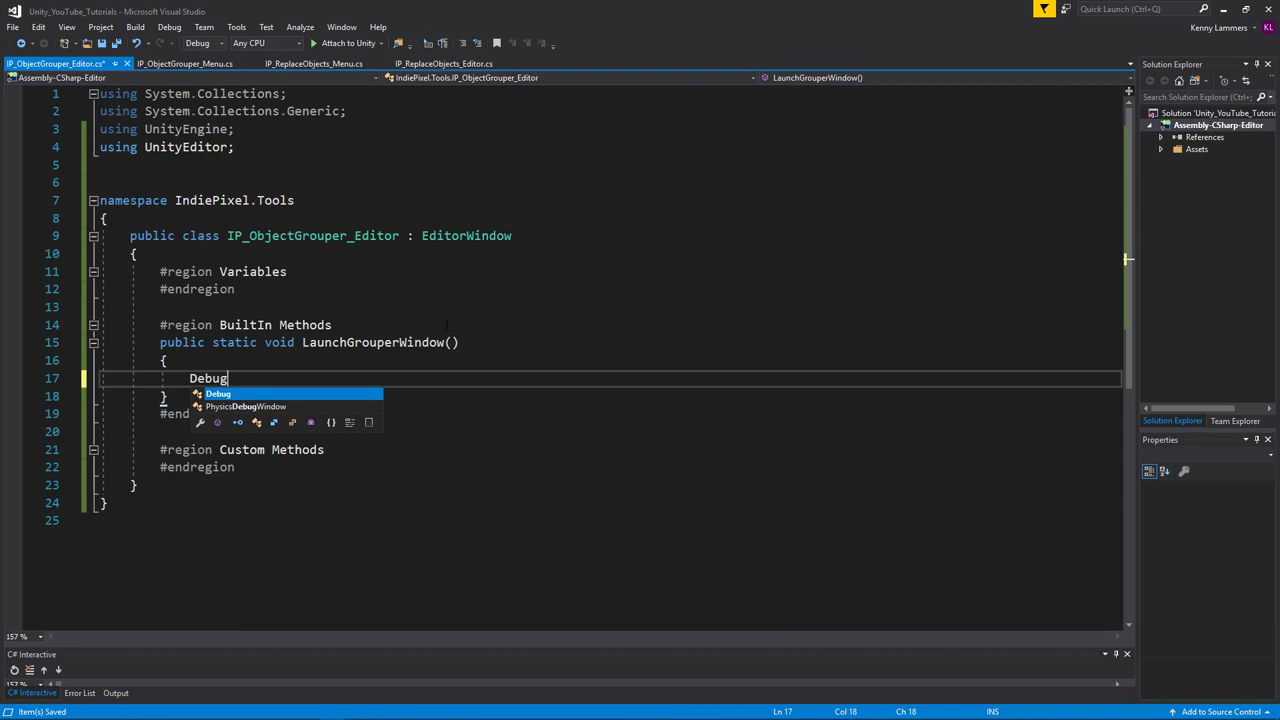 Unity_YouTube_Tutorials - Microsoft Visual Studio
Quick Launch (Ctrl+Q)
File Edit View Project Build Debug Team Tools Test Analyze Window Help
Kenny Lammers KL
Debug Any CPU Attach to Unity
IP_ObjectGrouper_Editor.cs* IP_ObjectGrouper_Menu.cs IP_ReplaceObjects_Menu.cs IP_ReplaceObjects_Editor.cs
Solution Explorer
Assembly-CSharp-Editor IndiePixel.Tools.IP_ObjectGrouper_Editor LaunchGrouperWindow()
Search Solution Explorer (Ctrl+
Solution 'Unity_YouTube_Tutoria
Assembly-CSharp-Editor
References
Assets
1 using System.Collections;
2 using System.Collections.Generic;
3 using UnityEngine;
4 using UnityEditor;
5
6
7 namespace IndiePixel.Tools
8 {
9 public class IP_ObjectGrouper_Editor : EditorWindow
10 {
11 #region Variables
12 #endregion
13
14 #region BuiltIn Methods
15 public static void LaunchGrouperWindow()
16 {
17 Debug
18 }
19 #end
20
21 #region Custom Methods
22 #endregion
23 }
24 }
25
Debug
PhysicsDebugWindow
Solution Explorer Team Explorer
Properties
157 %
C# Interactive
157 %
C# Interactive Error List Output
Item(s) Saved Ln 17 Col 18 Ch 18 INS Add to Source Control